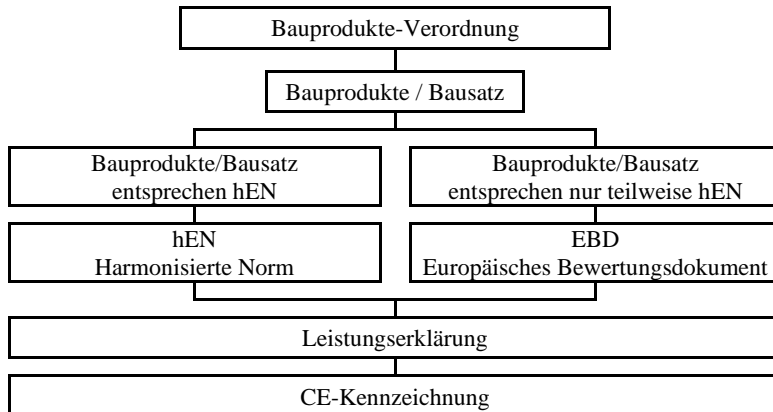 Bauprodukte-Verordnung
Bauprodukte / Bausatz
Bauprodukte/Bausatz
entsprechen hEN
Bauprodukte/Bausatz
entsprechen nur teilweise hEN
hEN
Harmonisierte Norm
EBD
Europäisches Bewertungsdokument
Leistungserklärung
CE-Kennzeichnung